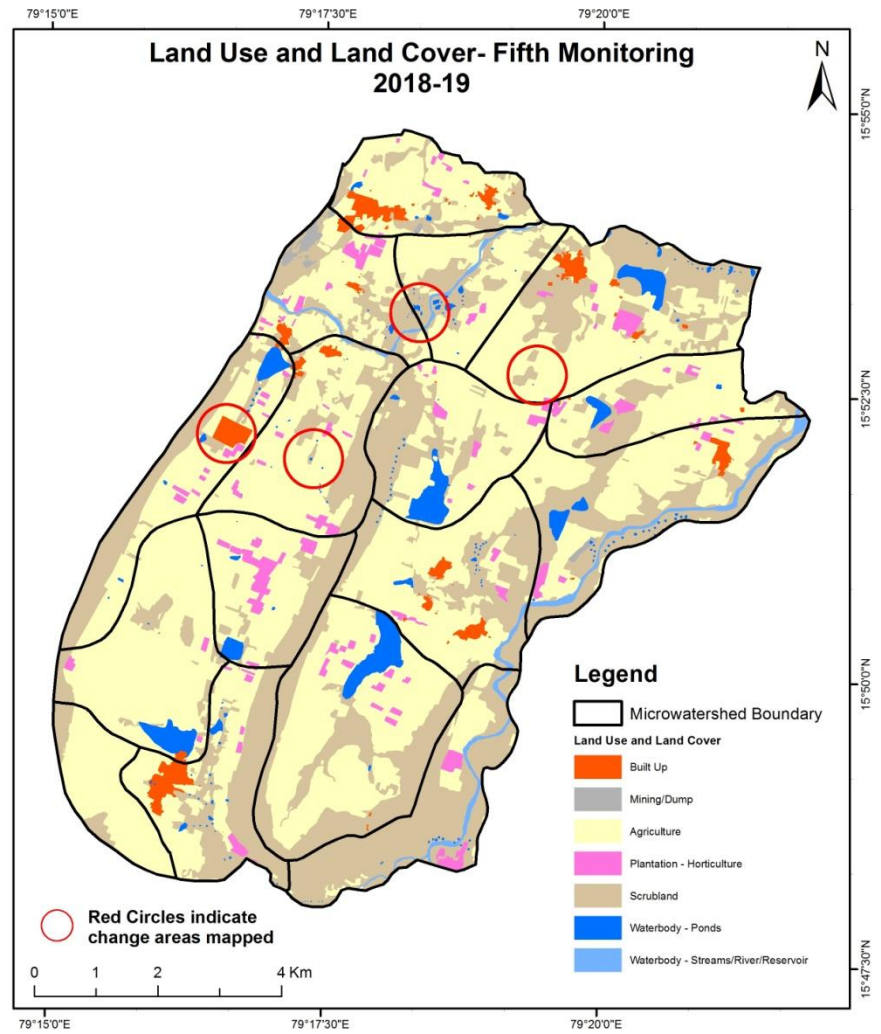 79°15'0"E 79°17'30"E 79°20'0"E
Land Use and Land Cover- Fifth Monitoring
2018-19
N
15°55'0"N
15°52'30"N
15°50'0"N
15°47'30"N
Legend
Microwatershed Boundary
Land Use and Land Cover
Built Up
Mining/Dump
Agriculture
Plantation - Horticulture
Scrubland
Waterbody - Ponds
Waterbody - Streams/River/Reservoir
Red Circles indicate
change areas mapped
0 1 2 4 Km
79°15'0"E 79°17'30"E 79°20'0"E